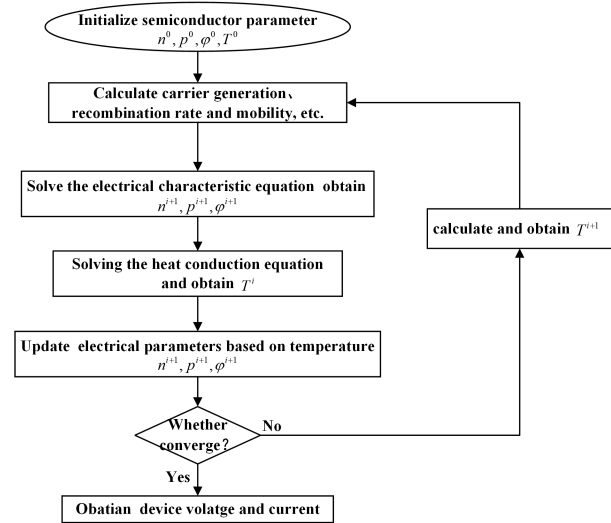 Initialize semiconductor parameter
n⁰, p⁰, φ⁰, T⁰
Calculate carrier generation、
recombination rate and mobility, etc.
Solve the electrical characteristic equation obtain
nⁱ⁺¹, pⁱ⁺¹, φⁱ⁺¹
calculate and obtain Tⁱ⁺¹
Solving the heat conduction equation
and obtain Tⁱ
Update electrical parameters based on temperature
nⁱ⁺¹, pⁱ⁺¹, φⁱ⁺¹
Whether
converge?
No
Yes
Obatian device volatge and current